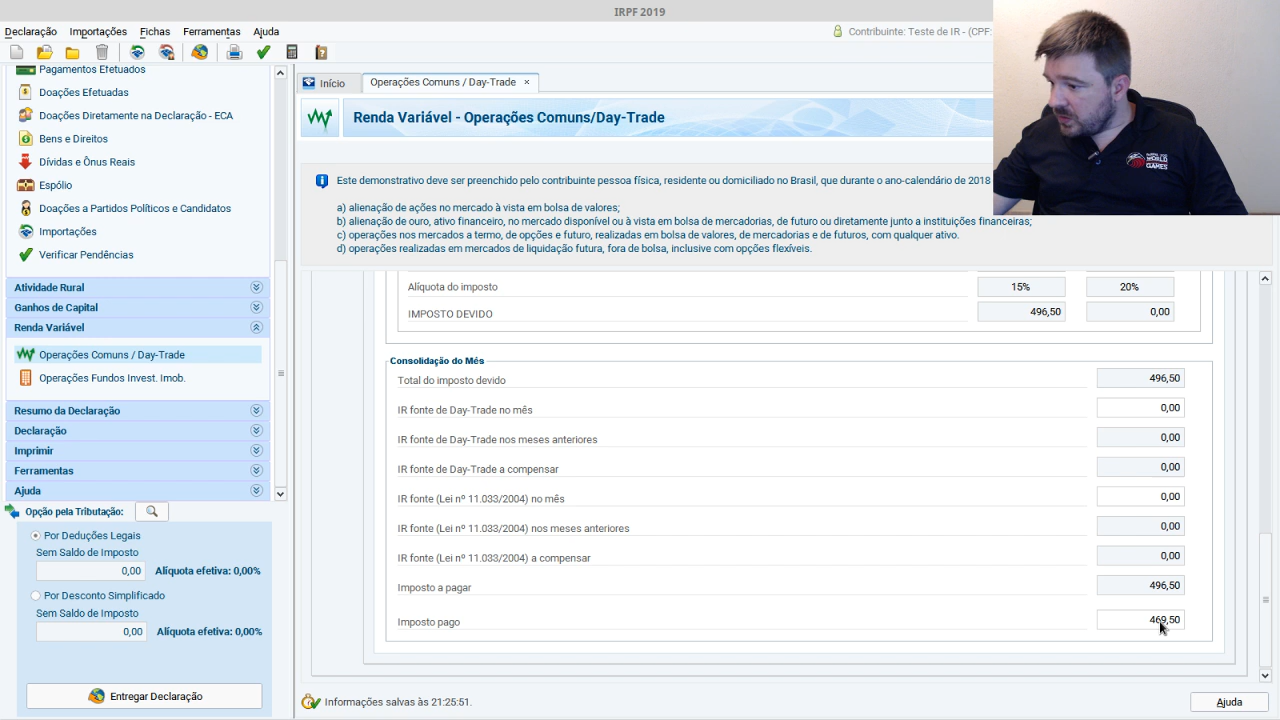 IRPF 2019
Declaração Importações Fichas Ferramentas Ajuda
Contribuinte: Teste de IR - (CPF:
Pagamentos Efetuados
Doações Efetuadas
Doações Diretamente na Declaração - ECA
Bens e Direitos
Dívidas e Ônus Reais
Espólio
Doações a Partidos Políticos e Candidatos
Importações
Verificar Pendências
Atividade Rural
Ganhos de Capital
Renda Variável
Operações Comuns / Day-Trade
Operações Fundos Invest. Imob.
Resumo da Declaração
Declaração
Imprimir
Ferramentas
Ajuda
Opção pela Tributação:
Por Deduções Legais
Sem Saldo de Imposto
0,00 Alíquota efetiva: 0,00%
Por Desconto Simplificado
Sem Saldo de Imposto
0,00 Alíquota efetiva: 0,00%
Entregar Declaração
Início
Operações Comuns / Day-Trade ×
Renda Variável - Operações Comuns/Day-Trade
Este demonstrativo deve ser preenchido pelo contribuinte pessoa física, residente ou domiciliado no Brasil, que durante o ano-calendário de 2018
a) alienação de ações no mercado à vista em bolsa de valores;
b) alienação de ouro, ativo financeiro, no mercado disponível ou à vista em bolsa de mercadorias, de futuro ou diretamente junto a instituições financeiras;
c) operações nos mercados a termo, de opções e futuro, realizadas em bolsa de valores, de mercadorias e de futuros, com qualquer ativo.
d) operações realizadas em mercados de liquidação futura, fora de bolsa, inclusive com opções flexíveis.
Alíquota do imposto 15% 20%
IMPOSTO DEVIDO 496,50 0,00
Consolidação do Mês
Total do imposto devido 496,50
IR fonte de Day-Trade no mês 0,00
IR fonte de Day-Trade nos meses anteriores 0,00
IR fonte de Day-Trade a compensar 0,00
IR fonte (Lei nº 11.033/2004) no mês 0,00
IR fonte (Lei nº 11.033/2004) nos meses anteriores 0,00
IR fonte (Lei nº 11.033/2004) a compensar 0,00
Imposto a pagar 496,50
Imposto pago 469,50
Informações salvas às 21:25:51.
Ajuda
WORLD
GAMES